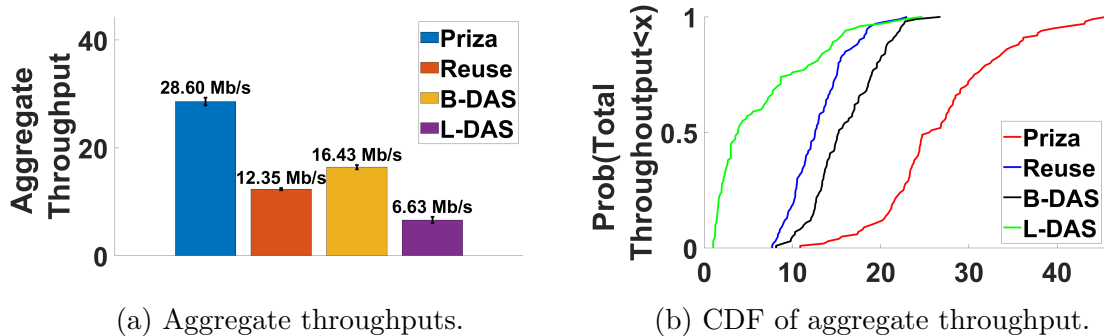 Aggregate
Throughput
40
20
0
28.60 Mb/s
12.35 Mb/s
16.43 Mb/s
6.63 Mb/s
Priza
Reuse
B-DAS
L-DAS
(a) Aggregate throughputs.
Prob(Total
Throughoutput<x)
1
0.5
0
0 10 20 30 40
Priza
Reuse
B-DAS
L-DAS
(b) CDF of aggregate throughput.